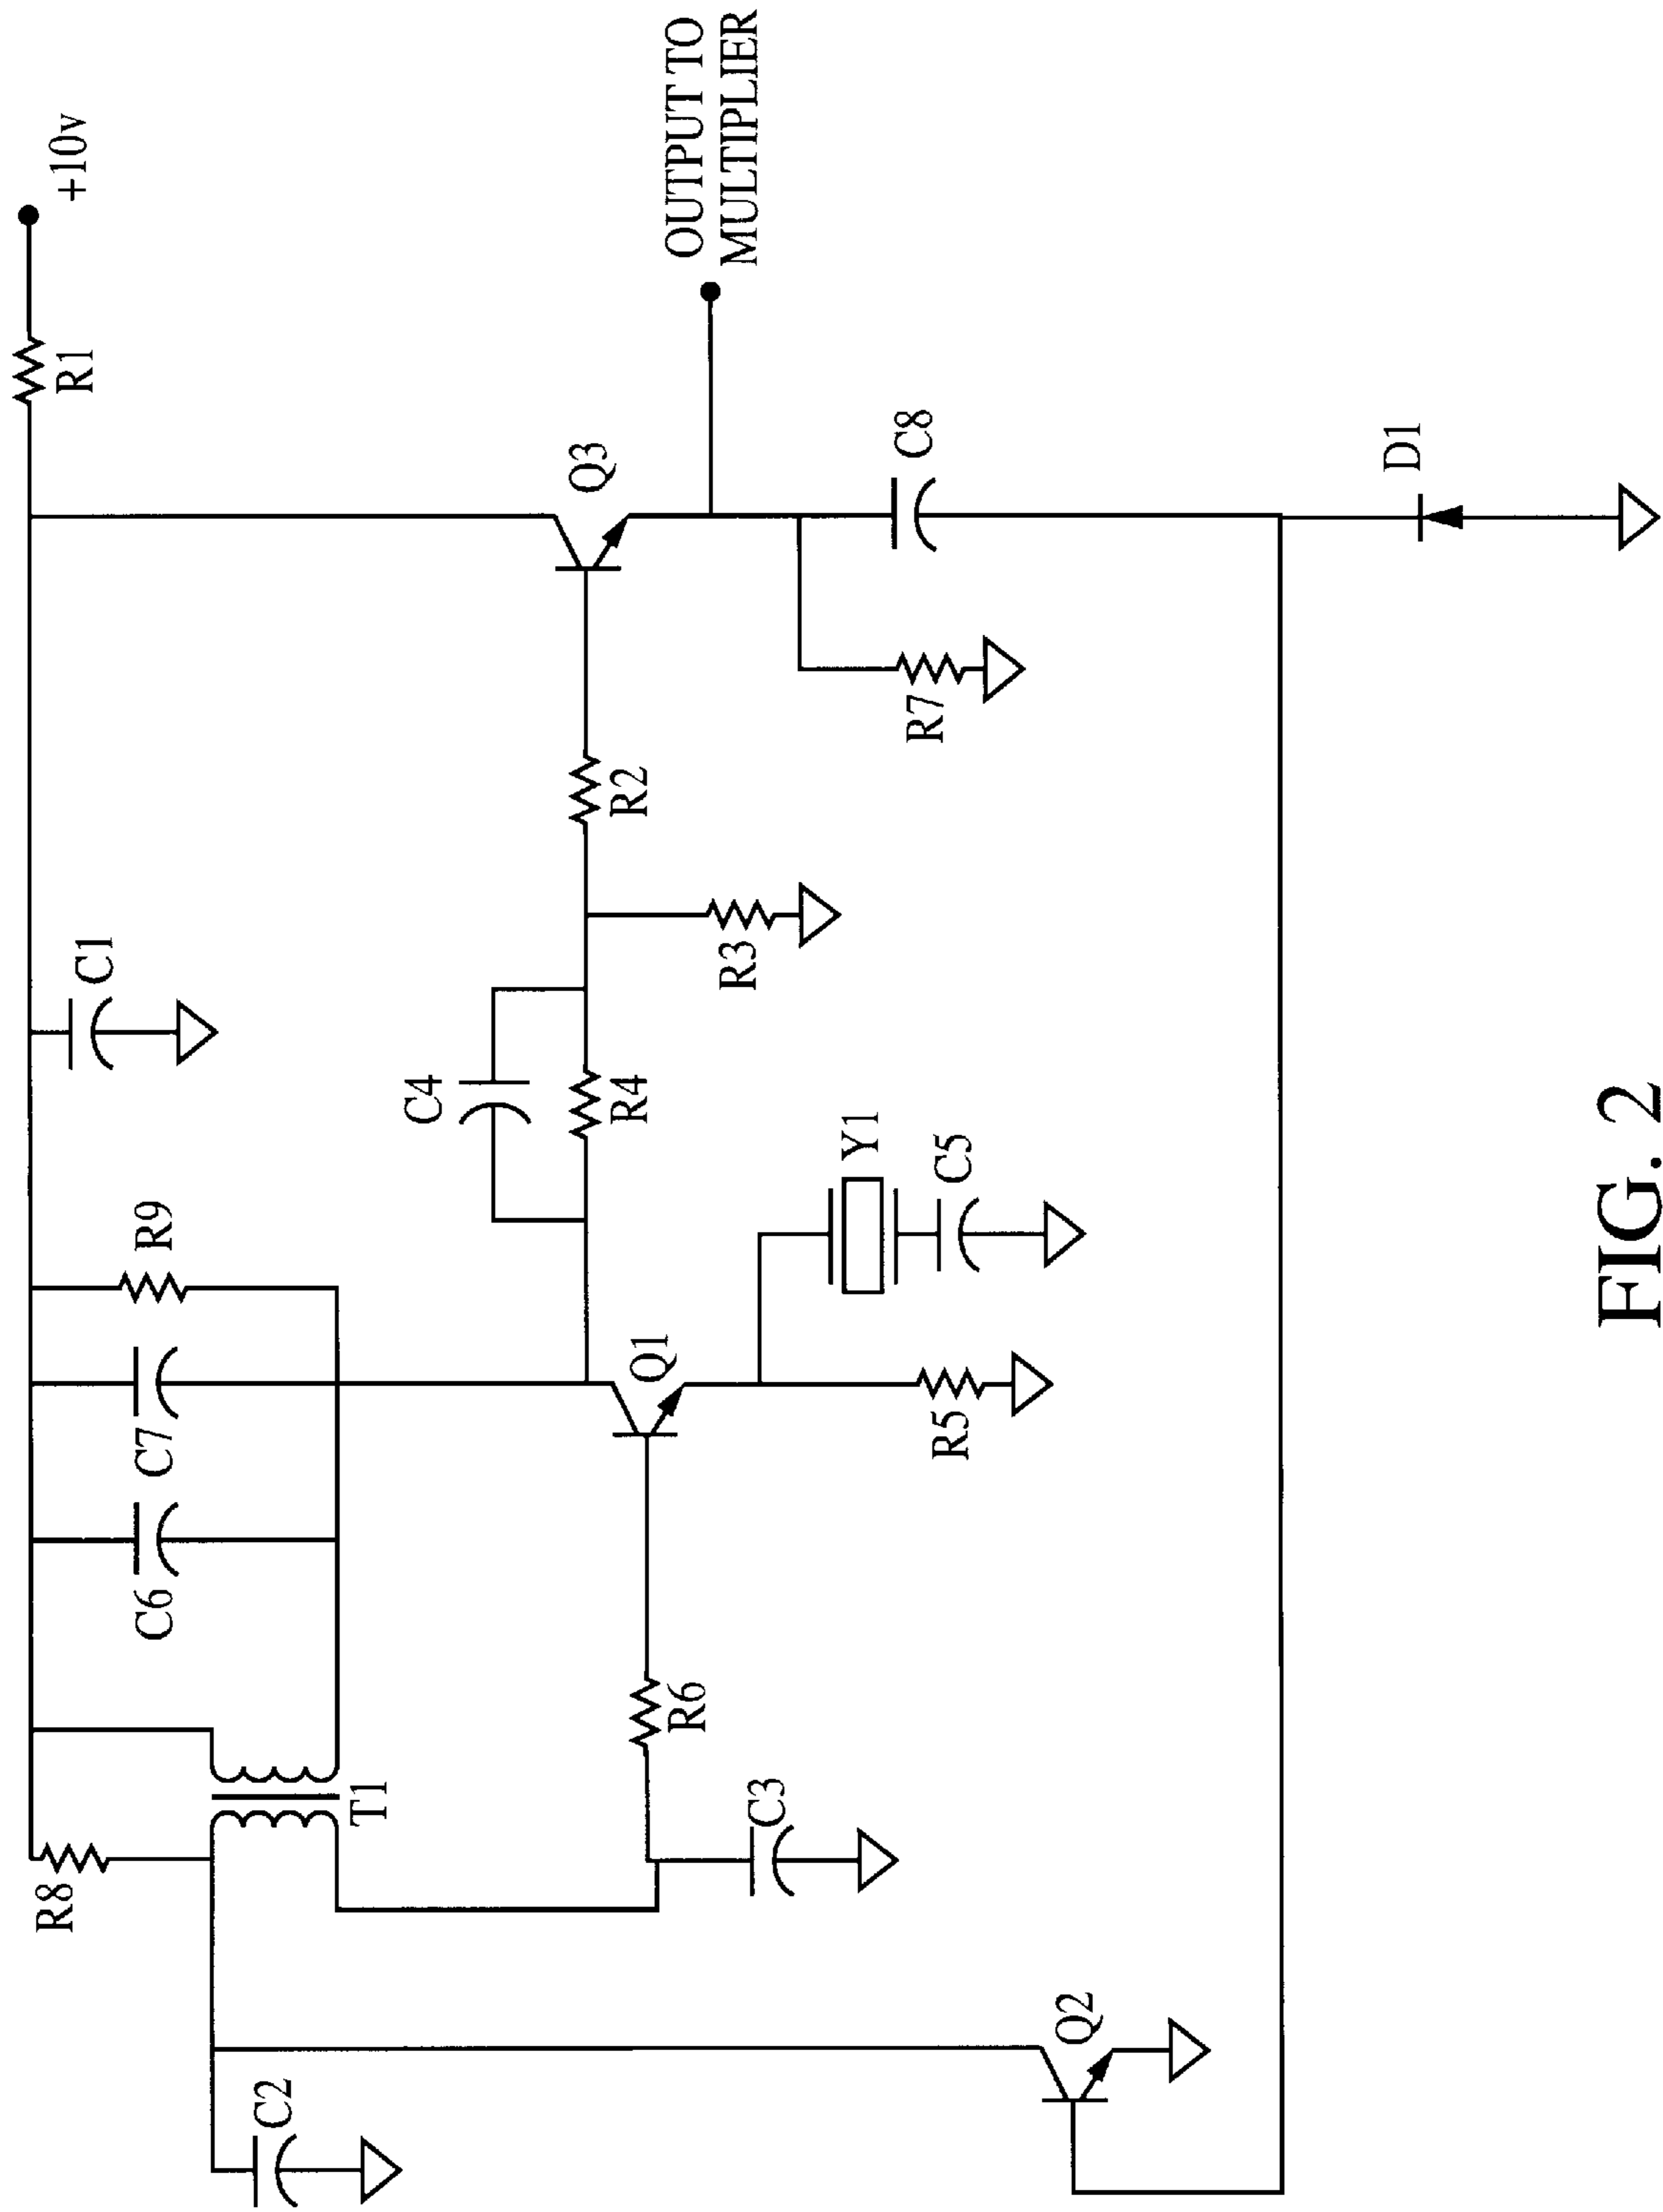 R8
R1
+10v
C1
C6
C7
R9
C2
T1
C4
Q3
R4
R2
Q1
R6
OUTPUT TO
MULTIPLIER
R3
C3
Y1
C8
R7
R5
C5
Q2
D1
FIG. 2